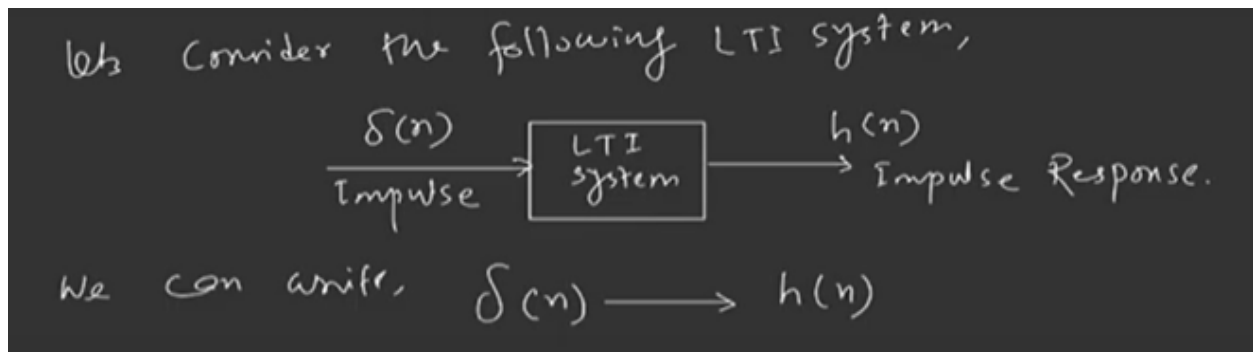 lets Consider the following LTI system,
δ(n) LTI h(n)
Impulse system Impulse Response.
We can write, δ(n) → h(n)